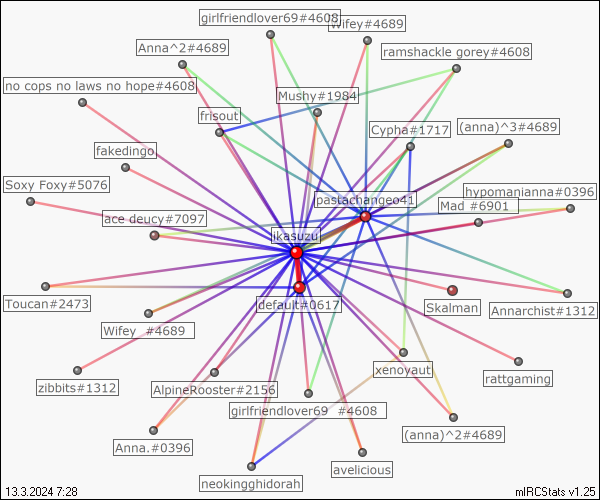 girlfriendlover69#4608
Wifey#4689
Anna^2#4689
ramshackle gorey#4608
no cops no laws no hope#4608
Mushy#1984
frisout
Cypha#1717
(anna)^3#4689
fakedingo
Soxy Foxy#5076
pastachangeo41
hypomanianna#0396
Mad #6901
lace deucy#7097
ikasuzu
Toucan#2473
default#0617
Skalman
Annarchist#1312
Wifey_#4689
xenoyaut
rattgaming
zibbits#1312
AlpineRooster#2156
girlfriendlover69_#4608
Anna.#0396
(anna)^2#4689
avelicious
neokingghidorah
13.3.2024 7:28
mIRCStats v1.25